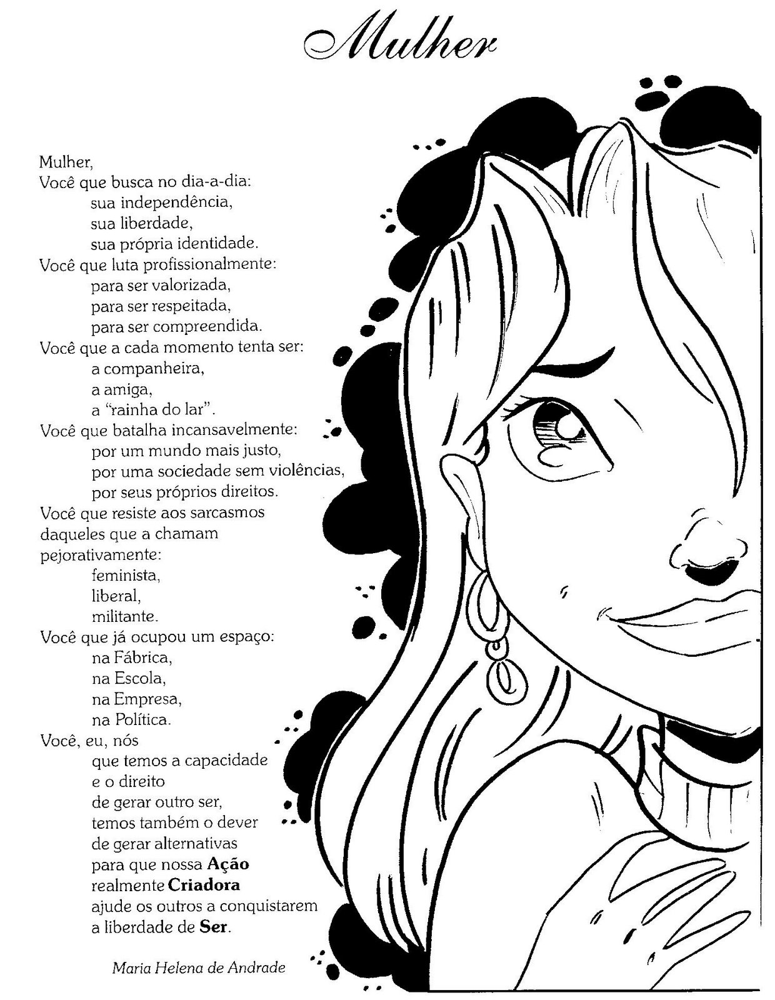 Mulher
Mulher,
Você que busca no dia-a-dia:
sua independência,
sua liberdade,
sua própria identidade.
Você que luta profissionalmente:
para ser valorizada,
para ser respeitada,
para ser compreendida.
Você que a cada momento tenta ser:
a companheira,
a amiga,
a “rainha do lar”.
Você que batalha incansavelmente:
por um mundo mais justo,
por uma sociedade sem violências,
por seus próprios direitos.
Você que resiste aos sarcasmos
daqueles que a chamam
pejorativamente:
feminista,
liberal,
militante.
Você que já ocupou um espaço:
na Fábrica,
na Escola,
na Empresa,
na Política.
Você, eu, nós
que temos a capacidade
e o direito
de gerar outro ser,
temos também o dever
de gerar alternativas
para que nossa Ação
realmente Criadora
ajude os outros a conquistarem
a liberdade de Ser.
Maria Helena de Andrade